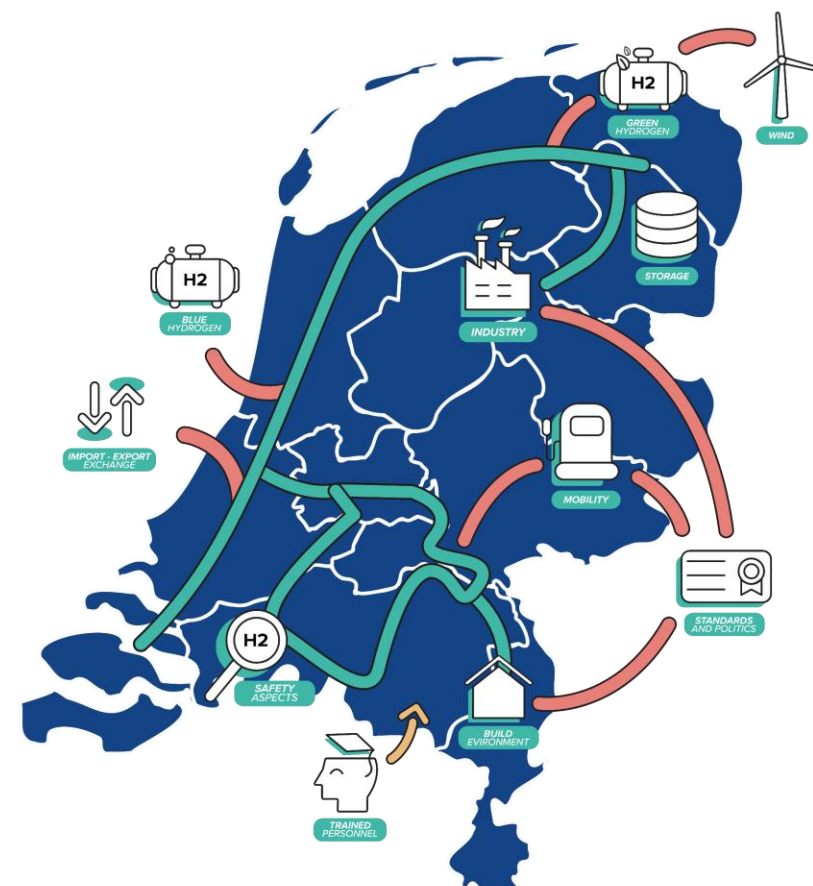 H2
GREEN
HYDROGEN
WIND
STORAGE
H2
BLUE
HYDROGEN
INDUSTRY
IMPORT - EXPORT
EXCHANGE
MOBILITY
STANDARDS
AND POLITICS
H2
SAFETY
ASPECTS
BUILD
EVIRONMENT
TRAINED
PERSONNEL